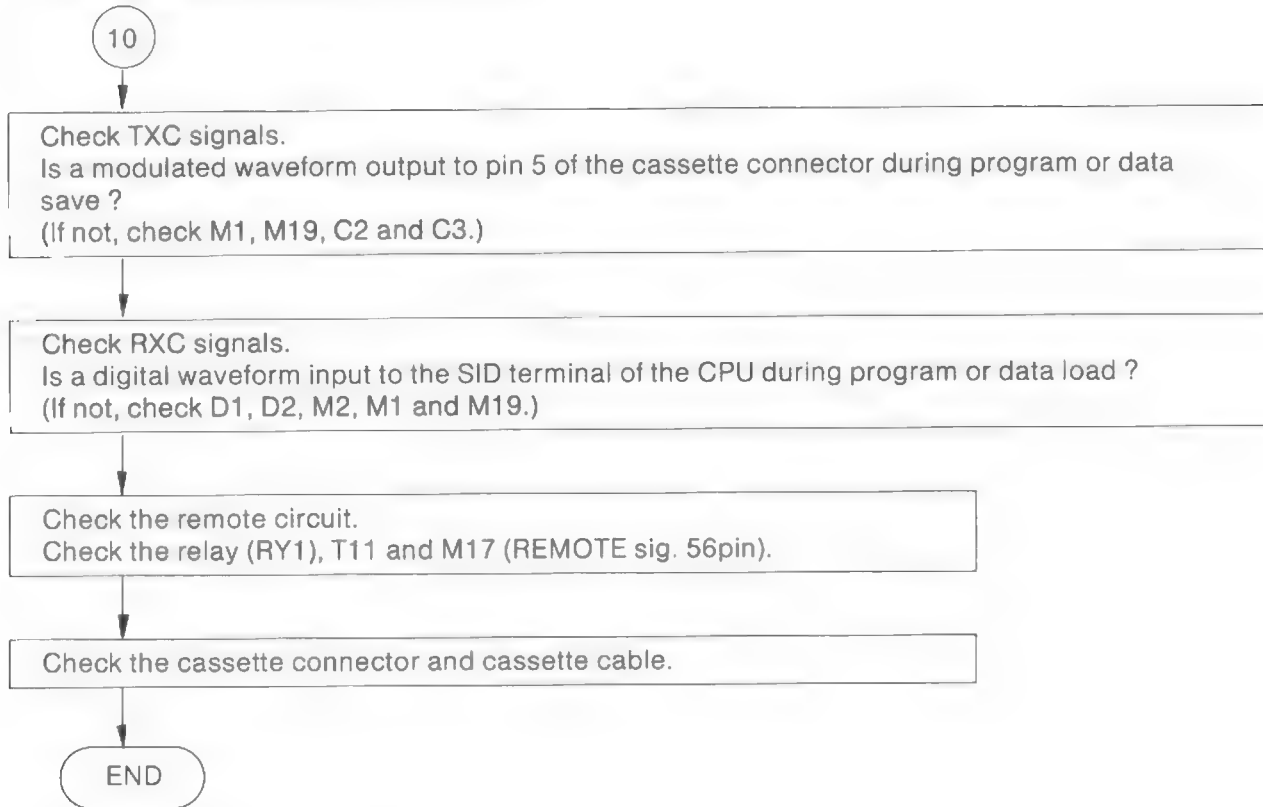 10
Check TXC signals.
Is a modulated waveform output to pin 5 of the cassette connector during program or data
save ?
(If not, check M1, M19, C2 and C3.)
Check RXC signals.
Is a digital waveform input to the SID terminal of the CPU during program or data load ?
(If not, check D1, D2, M2, M1 and M19.)
Check the remote circuit.
Check the relay (RY1), T11 and M17 (REMOTE sig. 56pin).
Check the cassette connector and cassette cable.
END